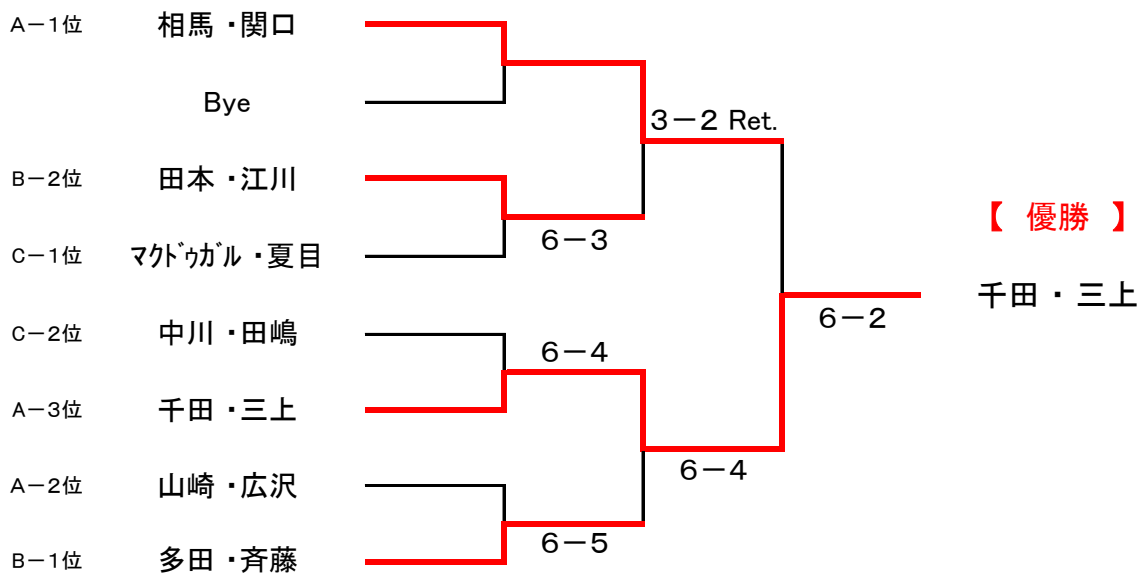 A－1位 相馬・関口
Bye
3－2 Ret.
B－2位 田本・江川
【 優勝 】
6－3
C－1位 ﾏｸﾄﾞｩｶﾞﾙ・夏目
千田・三上
6－2
C－2位 中川・田嶋
6－4
A－3位 千田・三上
6－4
A－2位 山崎・広沢
6－5
B－1位 多田・斉藤